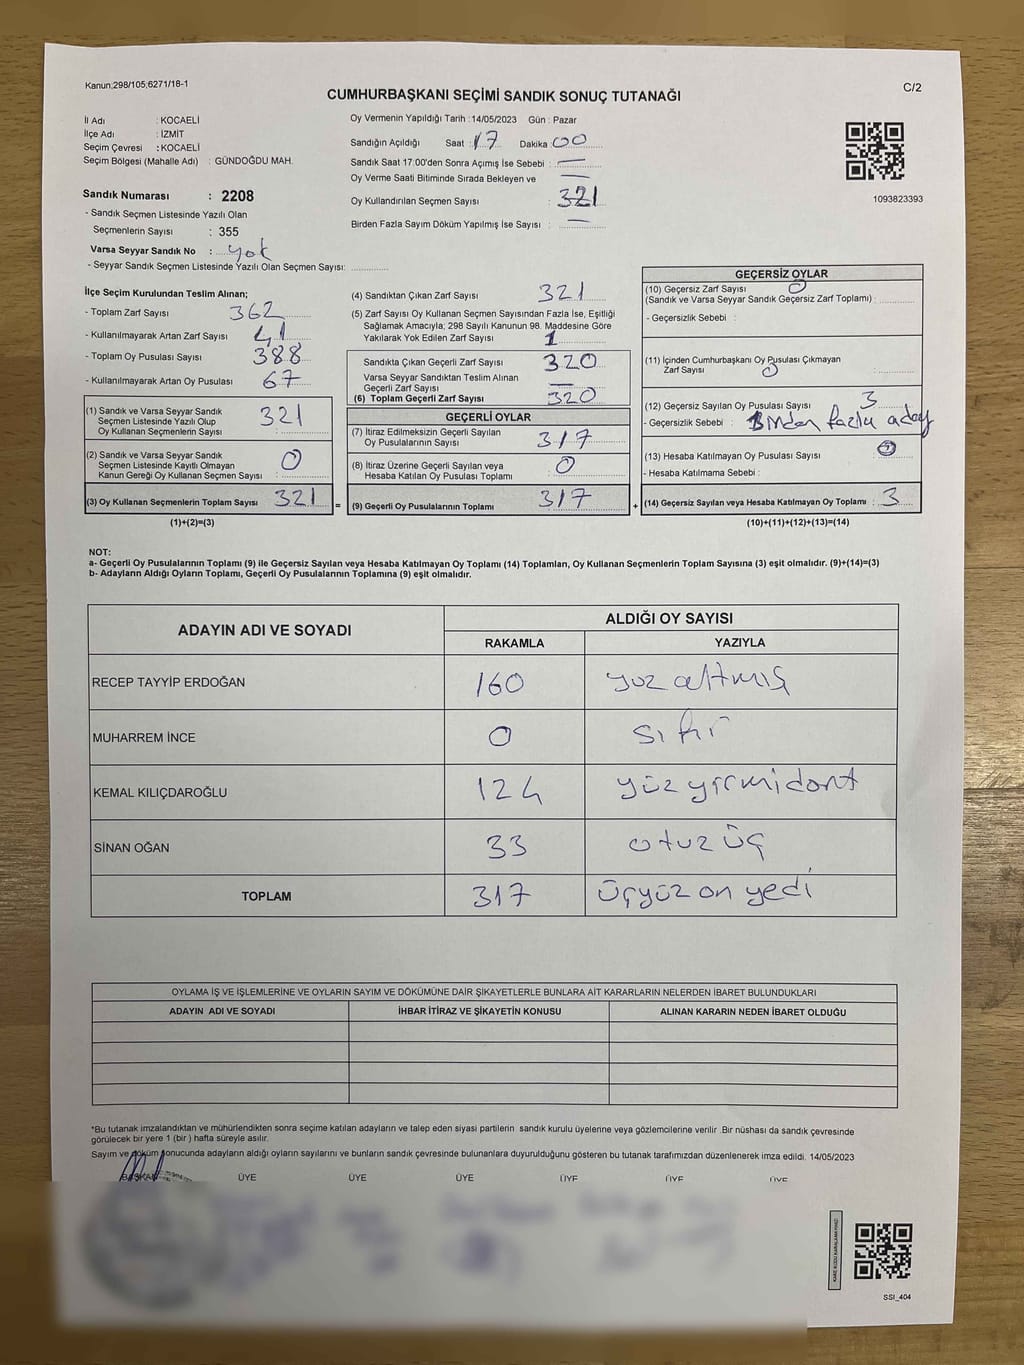 Kanun;298/105;6271/18-1
C/2
CUMHURBAŞKANI SEÇİMİ SANDIK SONUÇ TUTANAĞI
İl Adı : KOCAELİ
İlçe Adı : İZMİT
Seçim Çevresi : KOCAELİ
Seçim Bölgesi (Mahalle Adı) : GÜNDOĞDU MAH.
Sandık Numarası : 2208
- Sandık Seçmen Listesinde Yazılı Olan
Seçmenlerin Sayısı : 355
Varsa Seyyar Sandık No : yok
- Seyyar Sandık Seçmen Listesinde Yazılı Olan Seçmen Sayısı:
Oy Vermenin Yapıldığı Tarih :14/05/2023 Gün : Pazar
Sandığın Açıldığı Saat : 17 Dakika 00
Sandık Saat 17.00'den Sonra Açımış İse Sebebi : —
Oy Verme Saati Bitiminde Sırada Bekleyen ve —
Oy Kullandırılan Seçmen Sayısı : 321
Birden Fazla Sayım Döküm Yapılmış İse Sayısı : —
1093823393
İlçe Seçim Kurulundan Teslim Alınan;
- Toplam Zarf Sayısı 362
- Kullanılmayarak Artan Zarf Sayısı 41
- Toplam Oy Pusulası Sayısı 388
- Kullanılmayarak Artan Oy Pusulası 67
(1) Sandık ve Varsa Seyyar Sandık
Seçmen Listesinde Yazılı Olup
Oy Kullanan Seçmenlerin Sayısı : 321
(2) Sandık ve Varsa Seyyar Sandık
Seçmen Listesinde Kayıtlı Olmayan
Kanun Gereği Oy Kullanan Seçmen Sayısı : 0
(3) Oy Kullanan Seçmenlerin Toplam Sayısı : 321 =
(1)+(2)=(3)
(4) Sandıktan Çıkan Zarf Sayısı 321
(5) Zarf Sayısı Oy Kullanan Seçmen Sayısından Fazla İse, Eşitliği
Sağlamak Amacıyla; 298 Sayılı Kanunun 98. Maddesine Göre
Yakılarak Yok Edilen Zarf Sayısı 1
Sandıkta Çıkan Geçerli Zarf Sayısı 320
Varsa Seyyar Sandıktan Teslim Alınan
Geçerli Zarf Sayısı —
(6) Toplam Geçerli Zarf Sayısı 320
GEÇERLİ OYLAR
(7) İtiraz Edilmeksizin Geçerli Sayılan
Oy Pusulalarının Sayısı : 317
(8) İtiraz Üzerine Geçerli Sayılan veya
Hesaba Katılan Oy Pusulası Toplamı : 0
(9) Geçerli Oy Pusulalarının Toplamı 317 +
GEÇERSİZ OYLAR
(10) Geçersiz Zarf Sayısı 0
(Sandık ve Varsa Seyyar Sandık Geçersiz Zarf Toplamı) :
- Geçersizlik Sebebi :
(11) İçinden Cumhurbaşkanı Oy Pusulası Çıkmayan
Zarf Sayısı 0 :
(12) Geçersiz Sayılan Oy Pusulası Sayısı : 3
- Geçersizlik Sebebi : Birden fazla aday
(13) Hesaba Katılmayan Oy Pusulası Sayısı : 0
- Hesaba Katılmama Sebebi :
(14) Geçersiz Sayılan veya Hesaba Katılmayan Oy Toplamı : 3
(10)+(11)+(12)+(13)=(14)
NOT:
a- Geçerli Oy Pusulalarının Toplamı (9) ile Geçersiz Sayılan veya Hesaba Katılmayan Oy Toplamı (14) Toplamları, Oy Kullanan Seçmenlerin Toplam Sayısına (3) eşit olmalıdır. (9)+(14)=(3)
b- Adayların Aldığı Oyların Toplamı, Geçerli Oy Pusulalarının Toplamına (9) eşit olmalıdır.
ADAYIN ADI VE SOYADI
ALDIĞI OY SAYISI
RAKAMLA YAZIYLA
RECEP TAYYİP ERDOĞAN 160 yüz altmış
MUHARREM İNCE 0 sıfır
KEMAL KILIÇDAROĞLU 124 yüz yirmi dört
SİNAN OĞAN 33 otuz üç
TOPLAM 317 üçyüz on yedi
OYLAMA İŞ VE İŞLEMLERİNE VE OYLARIN SAYIM VE DÖKÜMÜNE DAİR ŞİKAYETLERLE BUNLARA AİT KARARLARIN NELERDEN İBARET BULUNDUKLARI
ADAYIN ADI VE SOYADI İHBAR İTİRAZ VE ŞİKAYETİN KONUSU ALINAN KARARIN NEDEN İBARET OLDUĞU
*Bu tutanak imzalandıktan ve mühürlendikten sonra seçime katılan adayların ve talep eden siyasi partilerin sandık kurulu üyelerine veya gözlemcilerine verilir .Bir nüshası da sandık çevresinde
görülecek bir yere 1 (bir ) hafta süreyle asılır.
Sayım ve döküm sonucunda adayların aldığı oyların sayılarını ve bunların sandık çevresinde bulunanlara duyurulduğunu gösteren bu tutanak tarafımızdan düzenlenerek imza edildi. 14/05/2023
BAŞKAN ÜYE ÜYE ÜYE ÜYE ÜYE ÜYE
KARE KODU KARALAMAYINIZ!
SSI_404